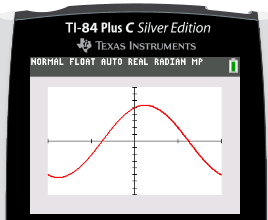 TI-84 Plus C Silver Edition
TEXAS INSTRUMENTS
NORMAL FLOAT AUTO REAL RADIAN MP